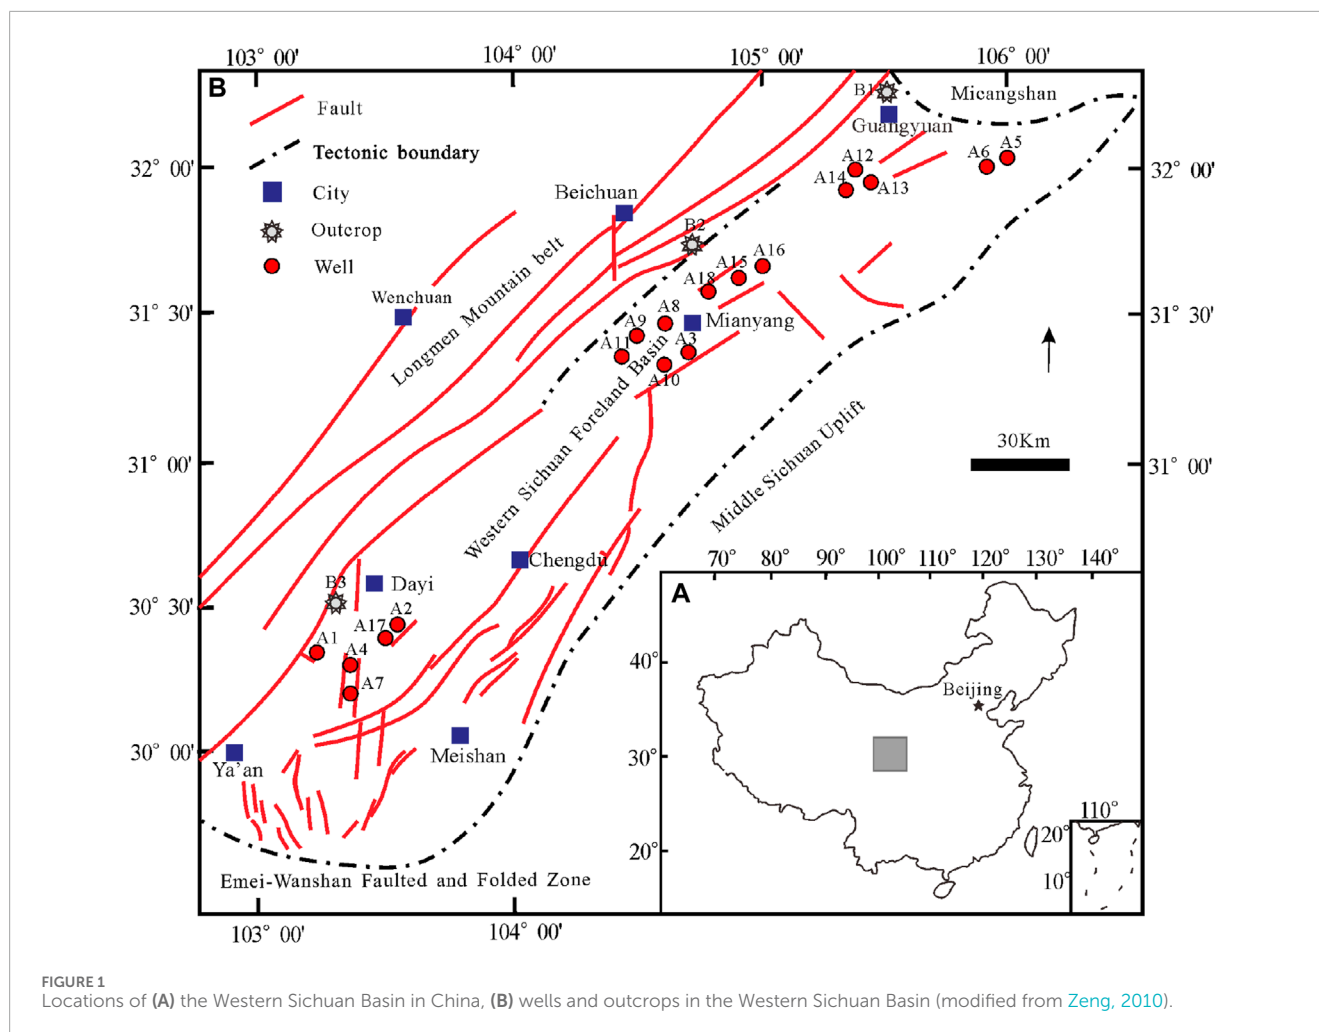 103° 00'
104° 00'
105° 00'
106° 00'
B
Fault
Tectonic boundary
City
Outcrop
Well
B1
Micangshan
Guangyuan
32° 00'
32° 00'
A5
A6
A12
A14
A13
Beichuan
B2
Longmen Mountain belt
Wenchuan
A16
A15
A18
31° 30'
31° 30'
A8
Mianyang
A9
A3
A11
A10
Western Sichuan Foreland Basin
Middle Sichuan Uplift
30Km
31° 00'
31° 00'
Chengdu
B3
Dayi
30° 30'
A2
A17
A1
A4
A7
30° 00'
Meishan
Ya'an
Emei-Wanshan Faulted and Folded Zone
103° 00'
104° 00'
70°
80°
90°
100°
110°
120°
130°
140°
A
40°
Beijing
30°
20°
110°
20°
10°
FIGURE 1
Locations of (A) the Western Sichuan Basin in China, (B) wells and outcrops in the Western Sichuan Basin (modified from Zeng, 2010).